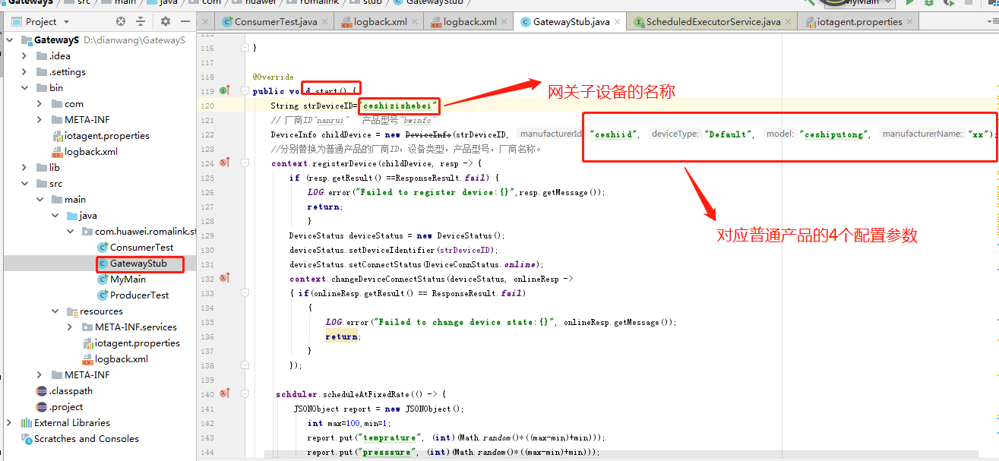 GatewayS src main java com huawei romalink stub GatewayStub MyMain
Project
ConsumerTest.java logback.xml logback.xml GatewayStub.java ScheduledExecutorService.java iotagent.properties
GatewayS D:\dianwang\GatewayS
.idea
.settings
bin
com
META-INF
iotagent.properties
logback.xml
lib
src
main
java
com.huawei.romalink.st
ConsumerTest
GatewayStub
MyMain
ProducerTest
resources
META-INF.services
iotagent.properties
logback.xml
META-INF
.classpath
.project
External Libraries
Scratches and Consoles
115
116 }
117
118 @Override
119 public void start() {
120 String strDeviceID="ceshizishebei"
121 // 厂商ID"nanrui" 产品型号"bwinfo"
122 DeviceInfo childDevice = new DeviceInfo(strDeviceID, manufacturerId "ceshiid", deviceType: "Default", model: "ceshiputong", manufacturerName: "xx");
123 //分别替换为普通产品的厂商ID，设备类型，产品型号，厂商名称。
124 context.registerDevice(childDevice, resp -> {
125 if (resp.getResult() ==ResponseResult.fail) {
126 LOG.error("Failed to register device:{}",resp.getMessage());
127 return;
128 }
129 DeviceStatus deviceStatus = new DeviceStatus();
130 deviceStatus.setDeviceIdentifier(strDeviceID);
131 deviceStatus.setConnectStatus(DeviceConnStatus.online);
132 context.changeDeviceConnectStatus(deviceStatus, onlineResp ->
133 { if(onlineResp.getResult() == ResponseResult.fail)
134 {
135 LOG.error("Failed to change device state:{}", onlineResp.getMessage());
136 return;
137 }
138 });
139
140 schduler.scheduleAtFixedRate(() -> {
141 JSONObject report = new JSONObject();
142 int max=100,min=1;
143 report.put("temprature", (int)(Math.random()*((max-min)+min)));
144 report.put("presssure", (int)(Math.random()*((max-min)+min)));
网关子设备的名称
对应普通产品的4个配置参数